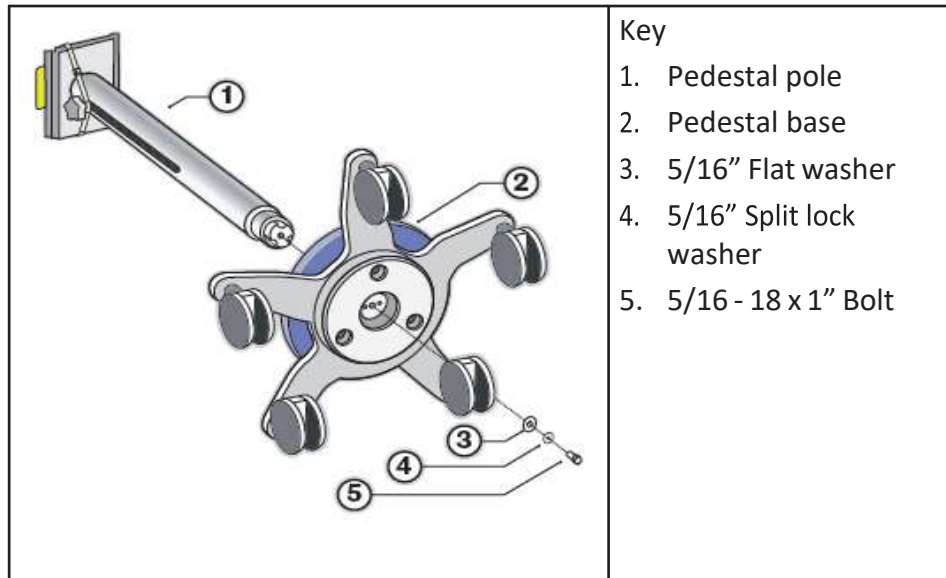 1
2
3
4
5
Key
1. Pedestal pole
2. Pedestal base
3. 5/16” Flat washer
4. 5/16” Split lock
washer
5. 5/16 - 18 x 1” Bolt